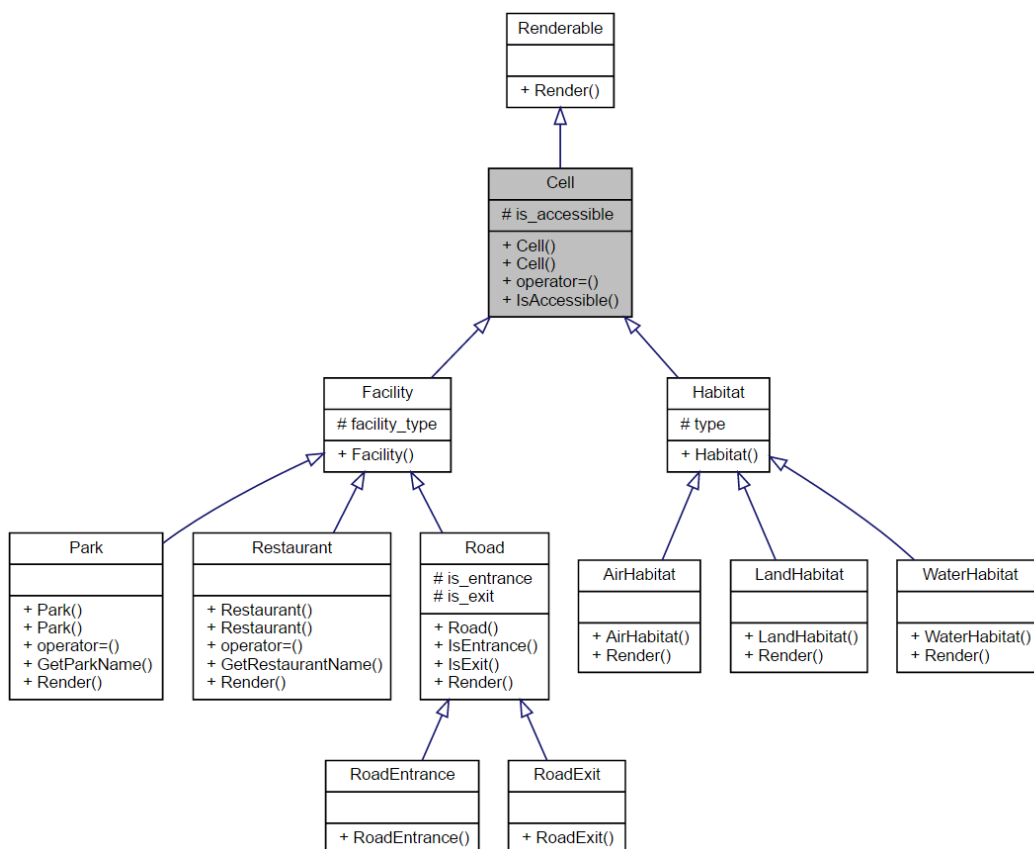 Renderable
+ Render()
Cell
# is_accessible
+ Cell()
+ Cell()
+ operator=()
+ IsAccessible()
Facility
# facility_type
+ Facility()
Habitat
# type
+ Habitat()
Park
+ Park()
+ Park()
+ operator=()
+ GetParkName()
+ Render()
Restaurant
+ Restaurant()
+ Restaurant()
+ operator=()
+ GetRestaurantName()
+ Render()
Road
# is_entrance
# is_exit
+ Road()
+ IsEntrance()
+ IsExit()
+ Render()
AirHabitat
+ AirHabitat()
+ Render()
LandHabitat
+ LandHabitat()
+ Render()
WaterHabitat
+ WaterHabitat()
+ Render()
RoadEntrance
+ RoadEntrance()
RoadExit
+ RoadExit()